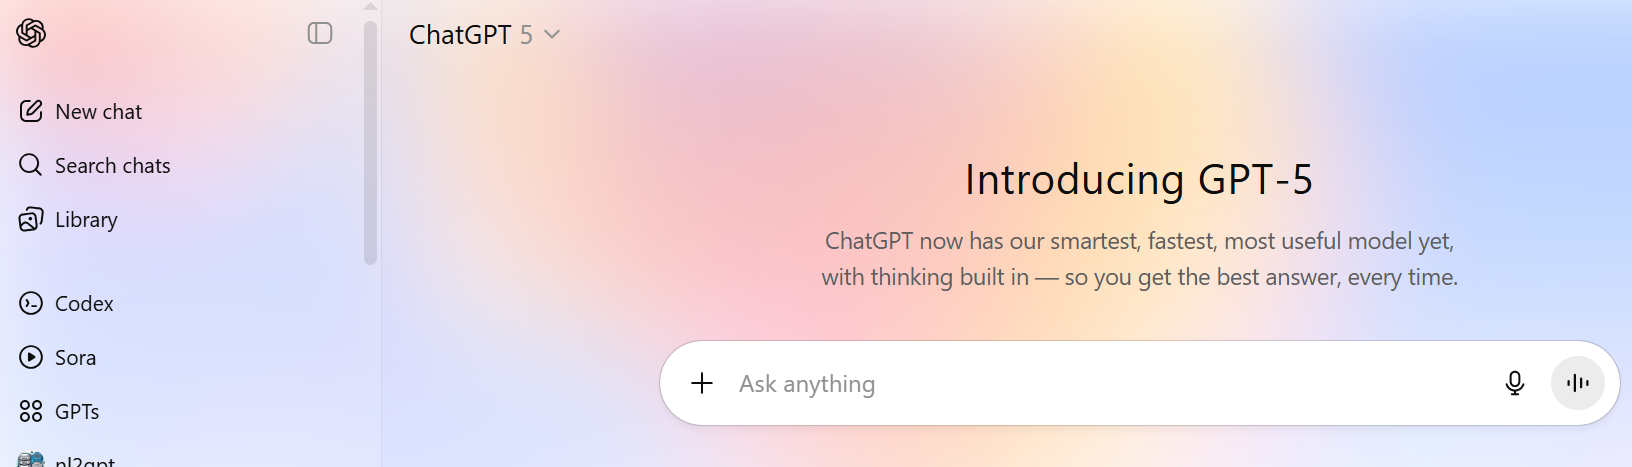 ChatGPT 5
New chat
Search chats
Library
Codex
Sora
GPTs
nl2gpt
Introducing GPT-5
ChatGPT now has our smartest, fastest, most useful model yet,
with thinking built in — so you get the best answer, every time.
Ask anything